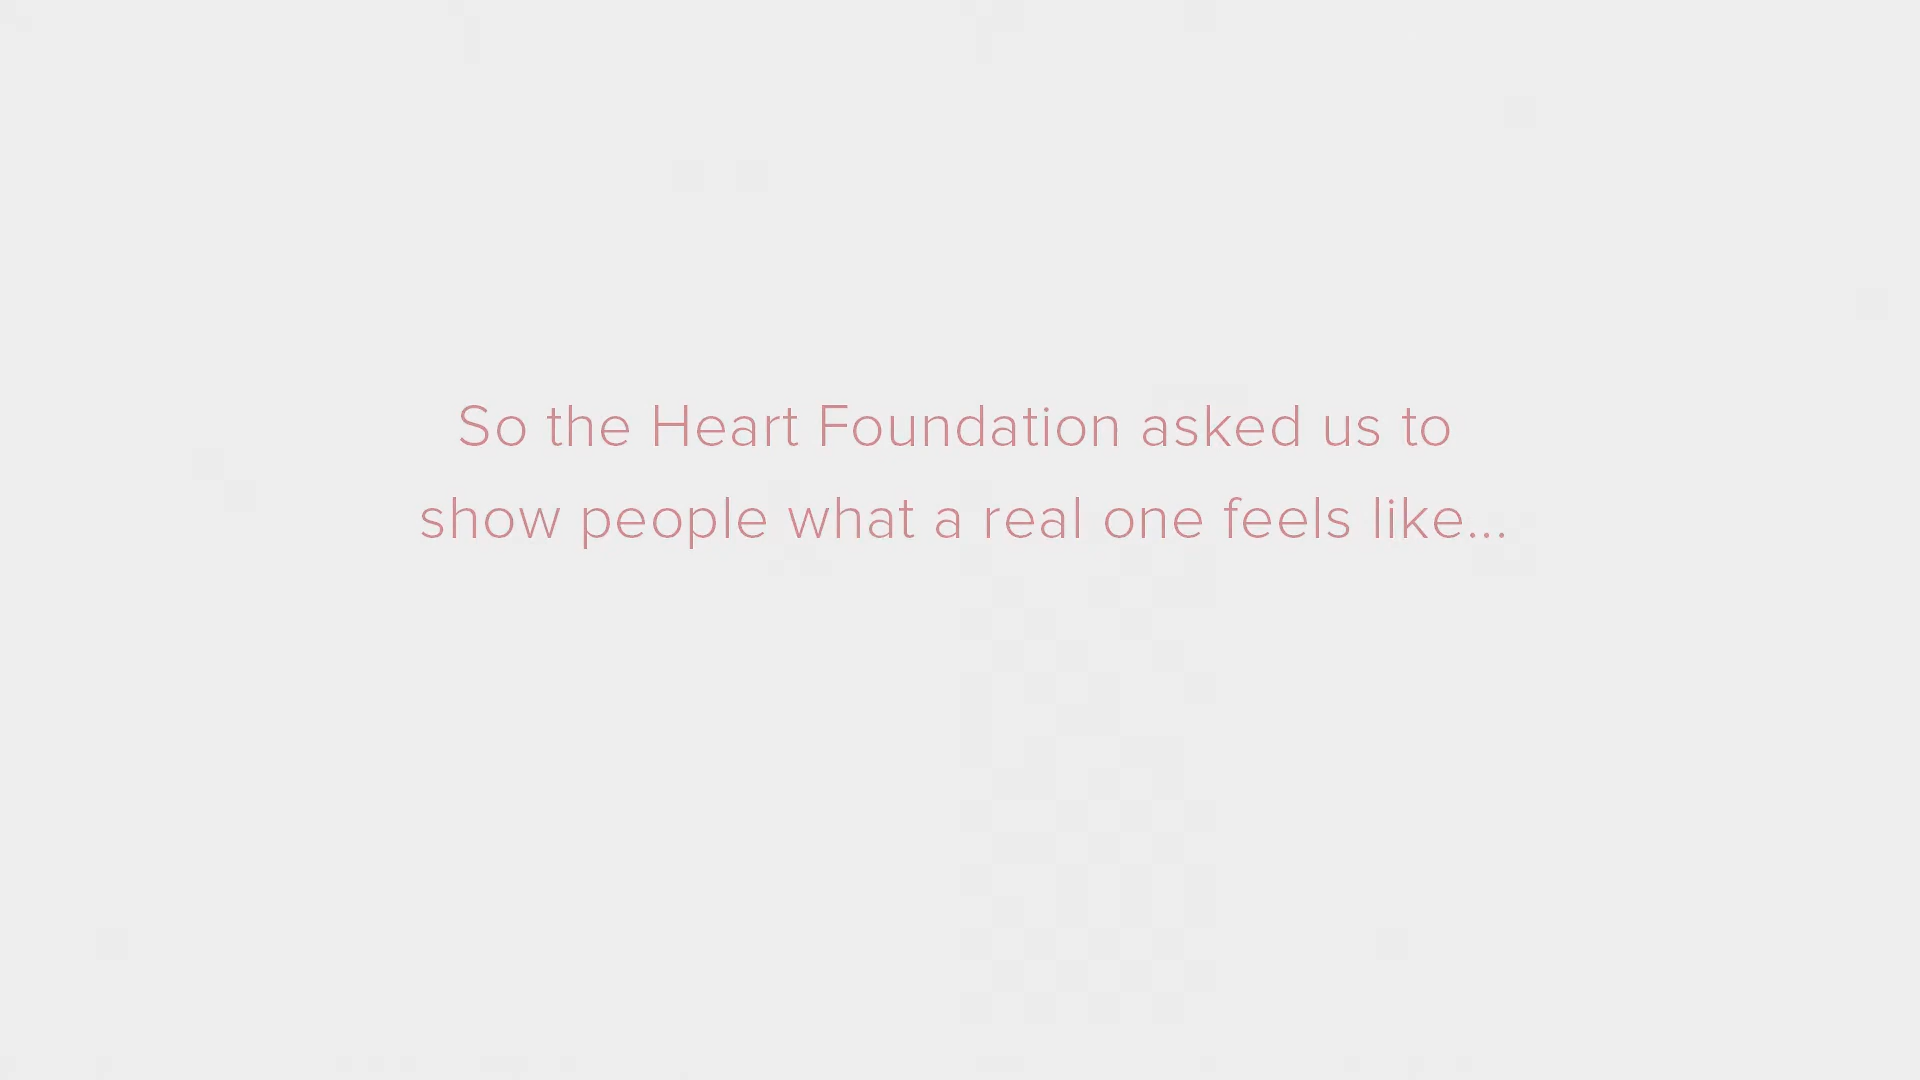 So the Heart Foundation asked us to
show people what a real one feels like...